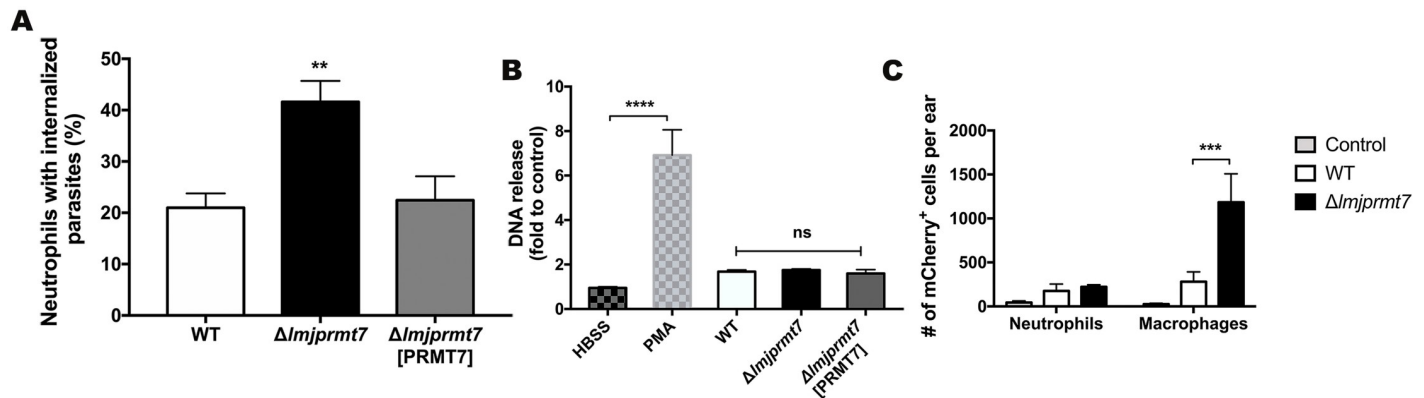 A
Neutrophils with internalized
parasites (%)
50
40
30
20
10
0
**
WT
Δlmjprmt7
Δlmjprmt7
[PRMT7]
B
DNA release
(fold to control)
10
8
6
4
2
0
****
ns
HBSS
PMA
WT
Δlmjprmt7
Δlmjprmt7
[PRMT7]
C
# of mCherry⁺ cells per ear
2000
1500
1000
500
0
***
Neutrophils
Macrophages
Control
WT
Δlmjprmt7